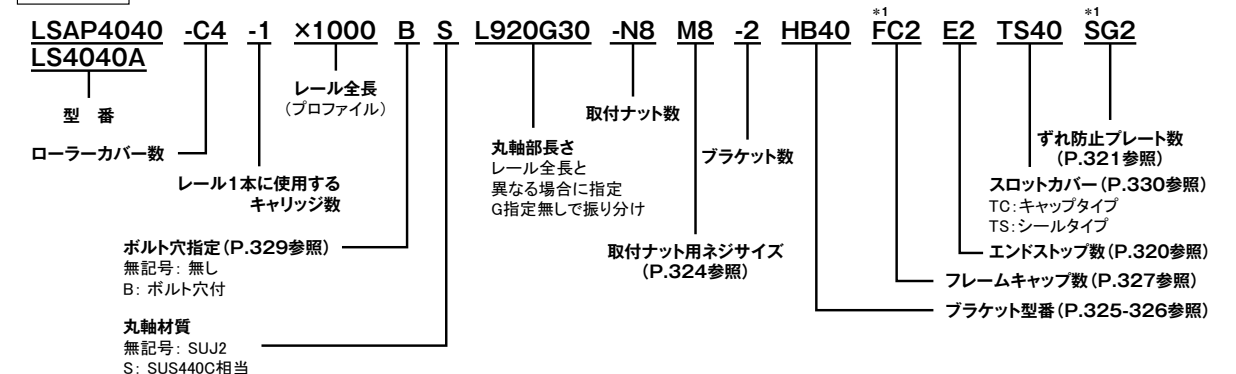 *1
*1
LSAP4040 -C4 -1 ×1000 B S L920G30 -N8 M8 -2 HB40 FC2 E2 TS40 SG2
LS4040A
型 番
ローラーカバー数
レール1本に使用する
キャリッジ数
レール全長
（プロファイル）
ボルト穴指定（P.329参照）
無記号： 無し
B： ボルト穴付
丸軸材質
無記号： SUJ2
S： SUS440C相当
丸軸部長さ
レール全長と
異なる場合に指定
G指定無しで振り分け
取付ナット数
取付ナット用ネジサイズ
（P.324参照）
ブラケット数
ずれ防止プレート数
（P.321参照）
スロットカバー（P.330参照）
TC：キャップタイプ
TS：シールタイプ
エンドストップ数（P.320参照）
フレームキャップ数（P.327参照）
ブラケット型番（P.325-326参照）